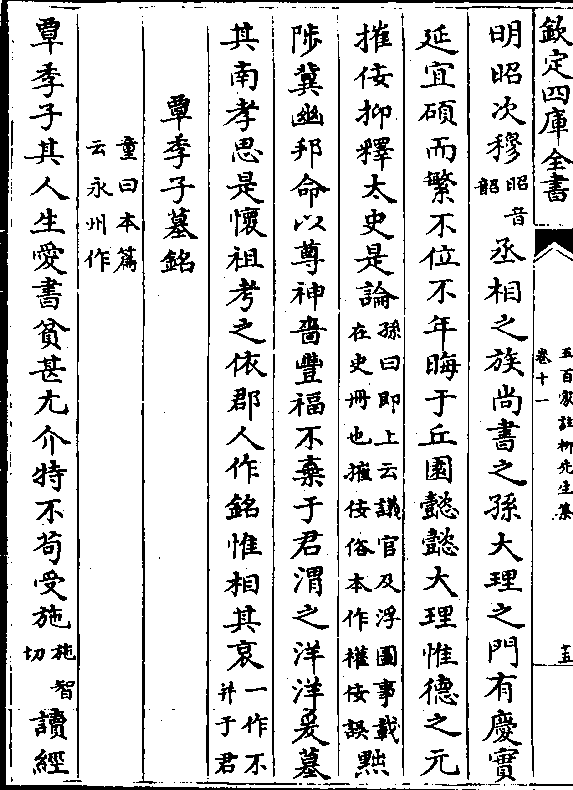 欽定四庫全書
五百家註柳先生集
卷十一
十五
明昭次穆昭音韶丞相之族尚書之孫大理之門有慶實
延宜碩而繁不位不年晦于丘園懿懿大理惟德之元
摧佞抑釋太史是論孫曰即上云議官及浮圖事載在史冊也摧佞俗本作權佞誤黜
陟冀幽邦命以尊神嗇豐福不棄于君渭之洋洋爰墓
其南孝思是懷祖考之依郡人作銘惟相其哀一作不幷于君
覃季子墓銘
童曰本篇云永州作
覃季子其人生愛書貧甚尤介特不苟受施施智切讀經